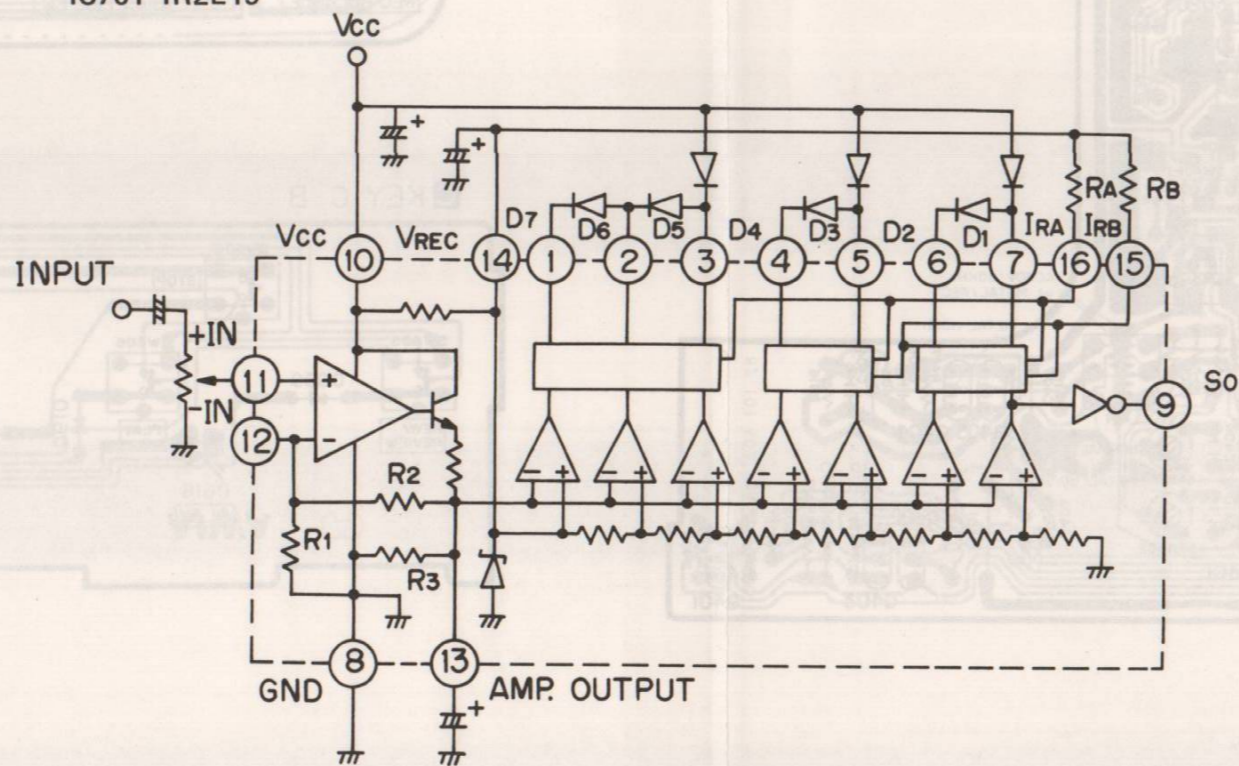 VCC
+
+
RA
RB
D7
D6
D5
D4
D3
D2
D1
IRA
IRB
VCC
VREC
10
14
1
2
3
4
5
6
7
16
15
INPUT
+IN
11
+
-IN
12
-
R2
R1
R3
- +
- +
- +
- +
- +
- +
- +
9
SO
8
13
GND
AMP. OUTPUT
+